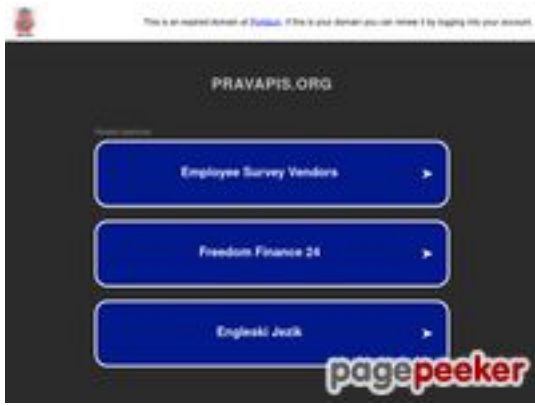 This is an expired domain at Porkbun. If this is your domain you can renew it by logging into your account.
PRAVAPIS.ORG
Employee Survey Vendors
Freedom Finance 24
Engleski Jezik
pagepeeker